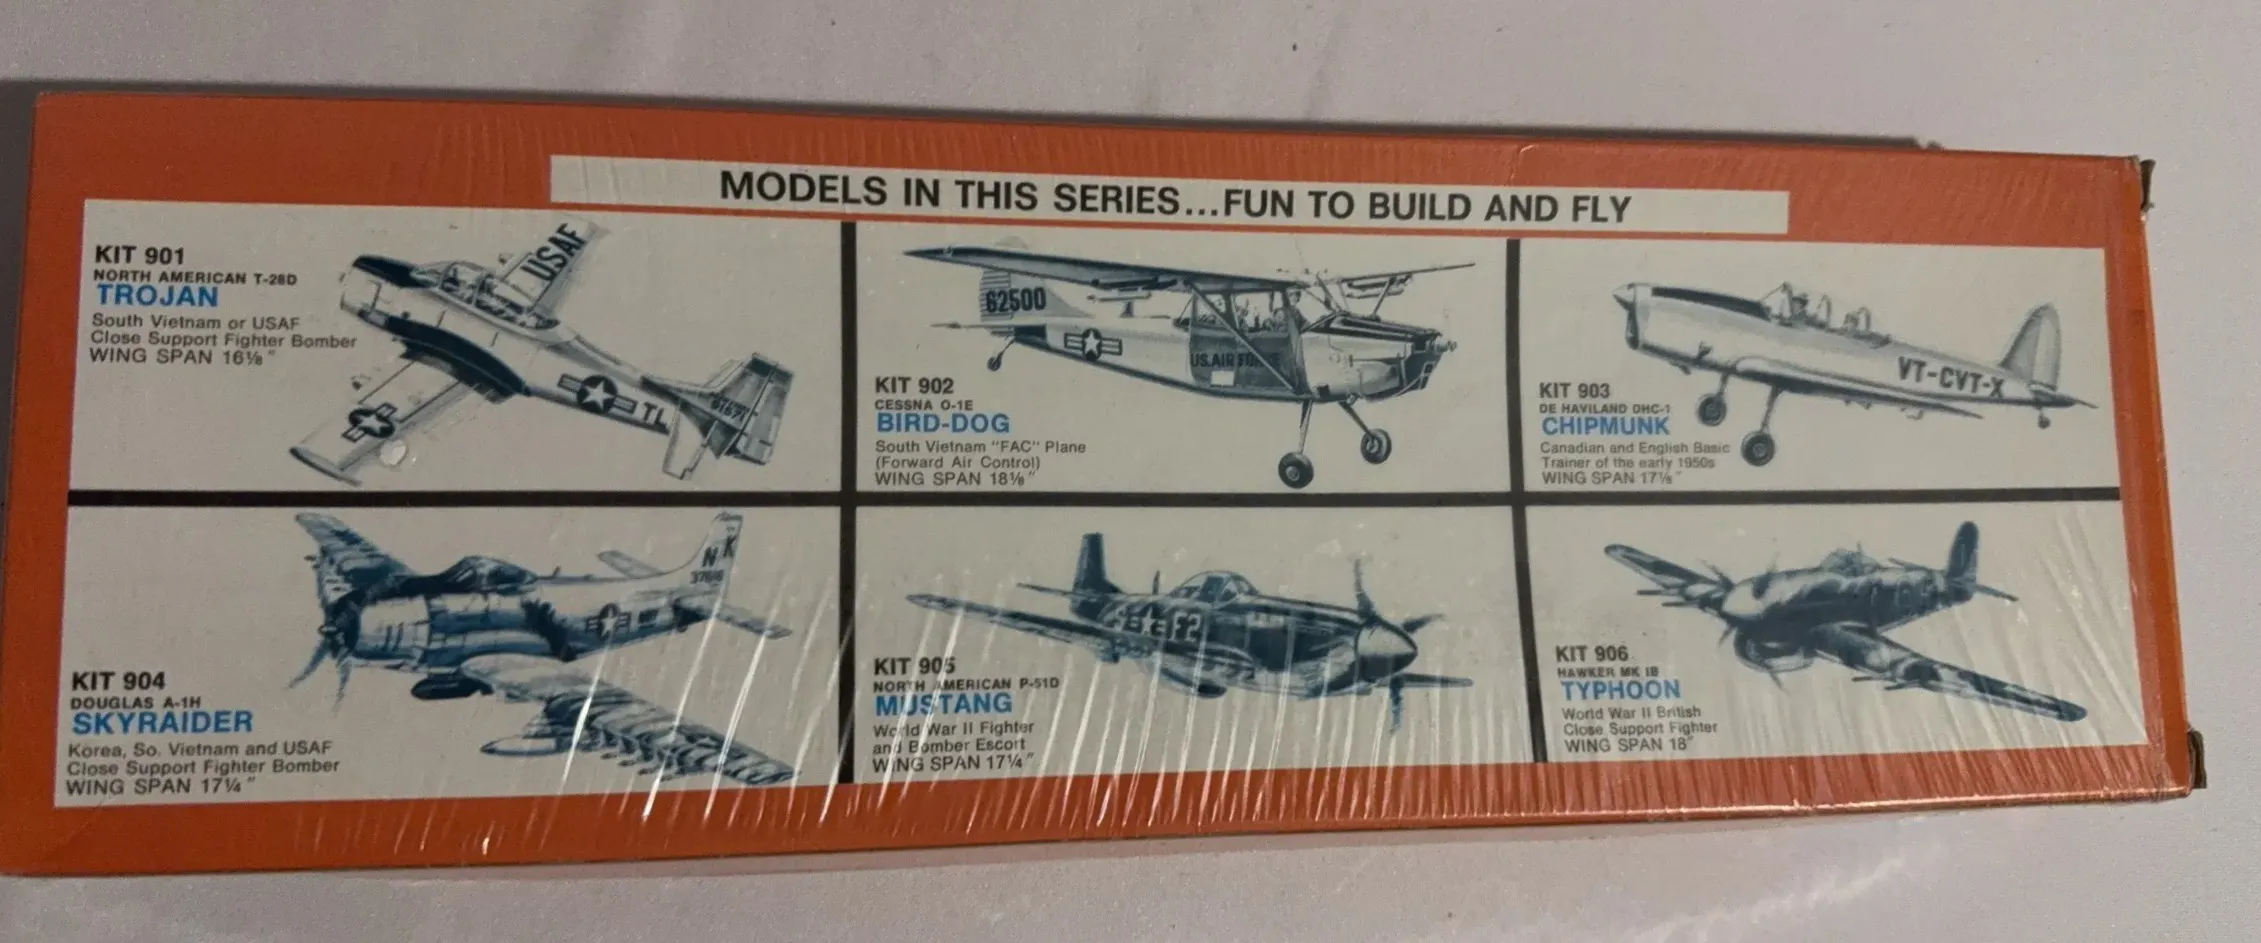 MODELS IN THIS SERIES...FUN TO BUILD AND FLY
KIT 901
NORTH AMERICAN T-28D
TROJAN
South Vietnam or USAF
Close Support Fighter Bomber
WING SPAN 16⅛"
USAF
TL
KIT 902
CESSNA O-1E
BIRD-DOG
South Vietnam "FAC" Plane
(Forward Air Control)
WING SPAN 18⅛"
62500
U.S. AIR FORCE
KIT 903
DE HAVILAND DHC-1
CHIPMUNK
Canadian and English Basic
Trainer of the early 1950s
WING SPAN 17⅛"
VT-CVT-X
KIT 904
DOUGLAS A-1H
SKYRAIDER
Korea, So. Vietnam and USAF
Close Support Fighter Bomber
WING SPAN 17¼"
NK
KIT 905
NORTH AMERICAN P-51D
MUSTANG
World War II Fighter
and Bomber Escort
WING SPAN 17¼"
F2
KIT 906
HAWKER MK IB
TYPHOON
World War II British
Close Support Fighter
WING SPAN 18"